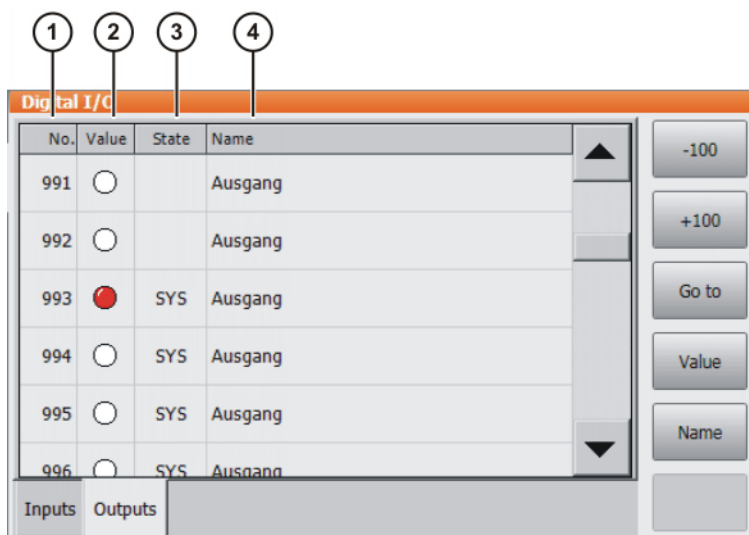 1 2 3 4
Digital I/O
No. Value State Name
991 Ausgang
992 Ausgang
993 SYS Ausgang
994 SYS Ausgang
995 SYS Ausgang
996 SYS Ausgang
Inputs Outputs
-100
+100
Go to
Value
Name